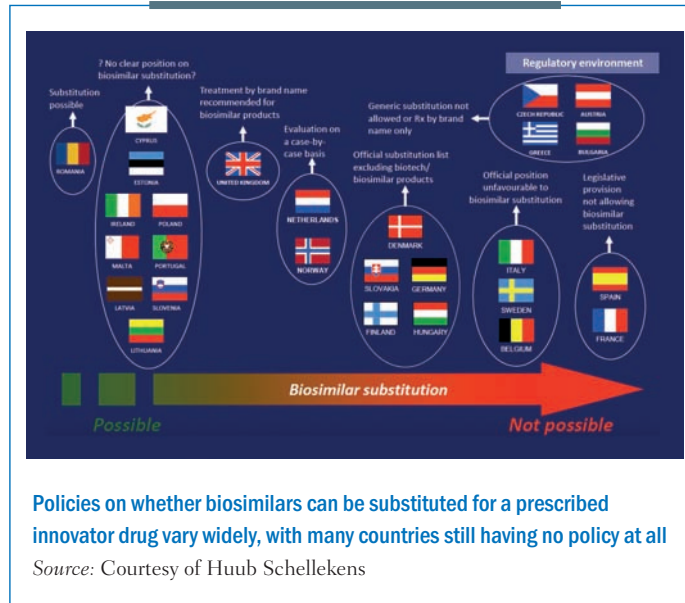 Regulatory environment
? No clear position on
biosimilar substitution?
Substitution
possible
ROMANIA
CYPRUS
ESTONIA
IRELAND POLAND
MALTA PORTUGAL
LATVIA SLOVENIA
LITHUANIA
Treatment by brand name
recommended for
biosimilar products
UNITED KINGDOM
Evaluation on
a case-by-
case basis
NETHERLANDS
NORWAY
Generic substitution not
allowed or Rx by brand
name only
CZECH REPUBLIC AUSTRIA
GREECE BULGAINA
Official substitution list
excluding biotech/
biosimilar products
DENMARK
SLOVAKIA GERMANY
FINLAND HUNGARY
Official position
unfavourable to
biosimilar substitution
ITALY
SWEDEN
BELGIUM
Legislative
provision
not allowing
biosimilar
substitution
SPAIN
FRANCE
Biosimilar substitution
Possible
Not possible
Policies on whether biosimilars can be substituted for a prescribed
innovator drug vary widely, with many countries still having no policy at all
Source: Courtesy of Huub Schellekens